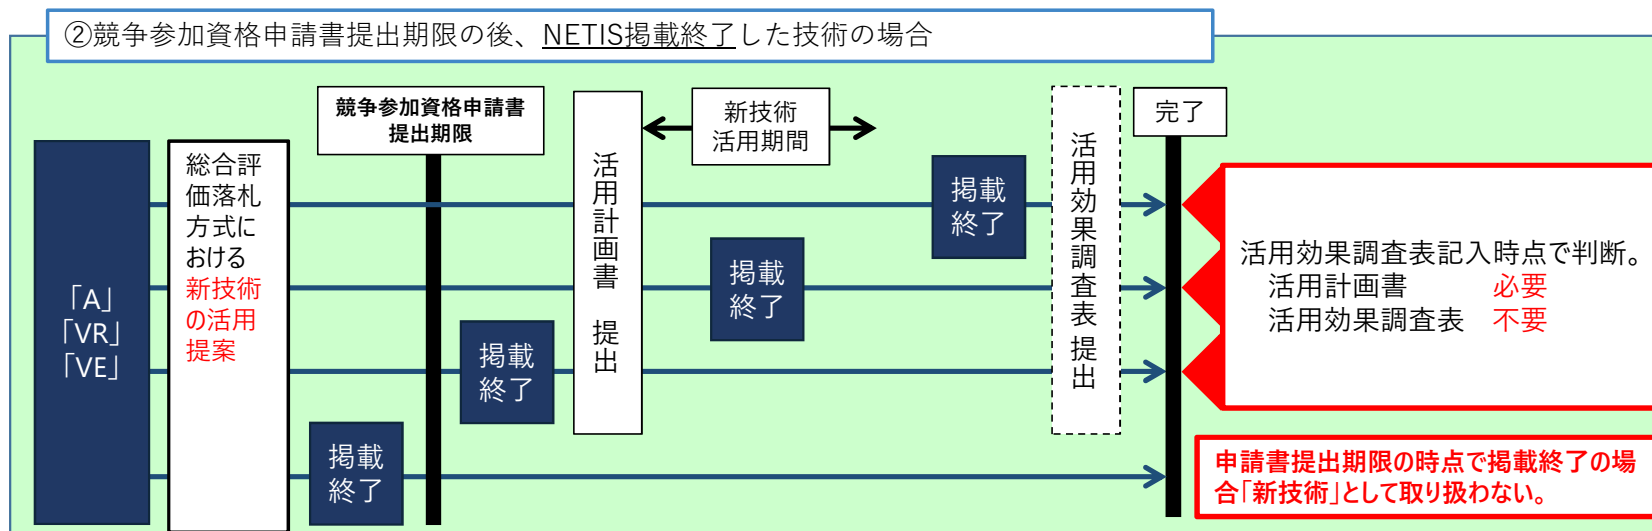 ②競争参加資格申請書提出期限の後、NETIS掲載終了した技術の場合
競争参加資格申請書
提出期限
新技術
活用期間
完了
「A」
「VR」
「VE」
総合評
価落札
方式に
おける
新技術
の活用
提案
活用計画書 提出
活用効果調査表 提出
掲載
終了
掲載
終了
掲載
終了
掲載
終了
活用効果調査表記入時点で判断。
活用計画書 必要
活用効果調査表 不要
申請書提出期限の時点で掲載終了の場
合「新技術」として取り扱わない。